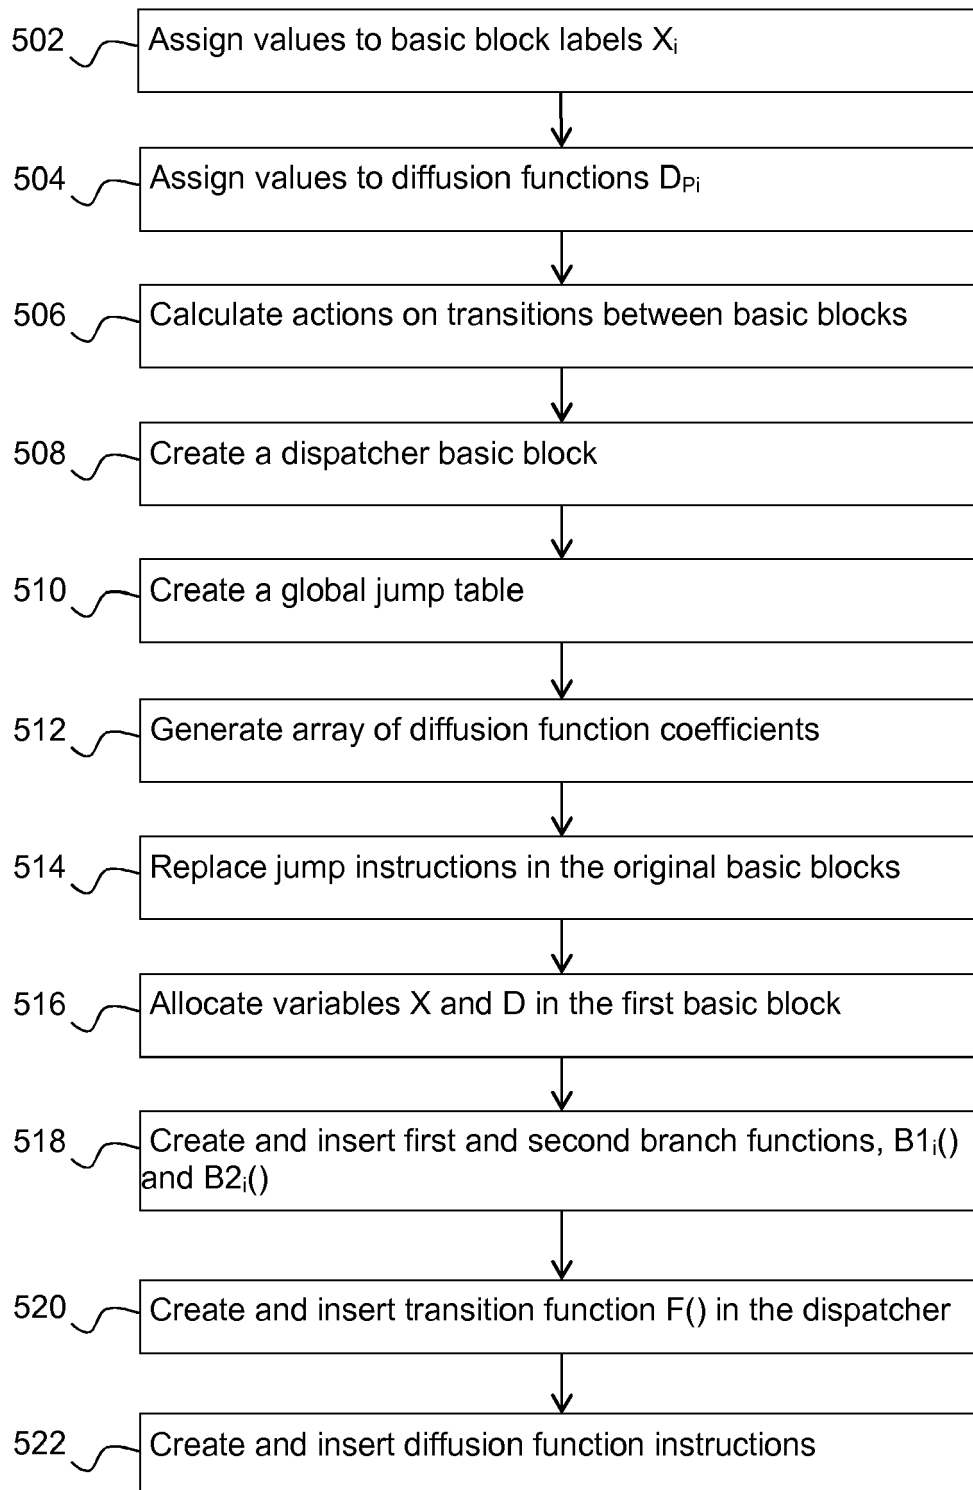 502 Assign values to basic block labels Xᵢ
504 Assign values to diffusion functions D_Pi
506 Calculate actions on transitions between basic blocks
508 Create a dispatcher basic block
510 Create a global jump table
512 Generate array of diffusion function coefficients
514 Replace jump instructions in the original basic blocks
516 Allocate variables X and D in the first basic block
518 Create and insert first and second branch functions, B1ᵢ()
and B2ᵢ()
520 Create and insert transition function F() in the dispatcher
522 Create and insert diffusion function instructions